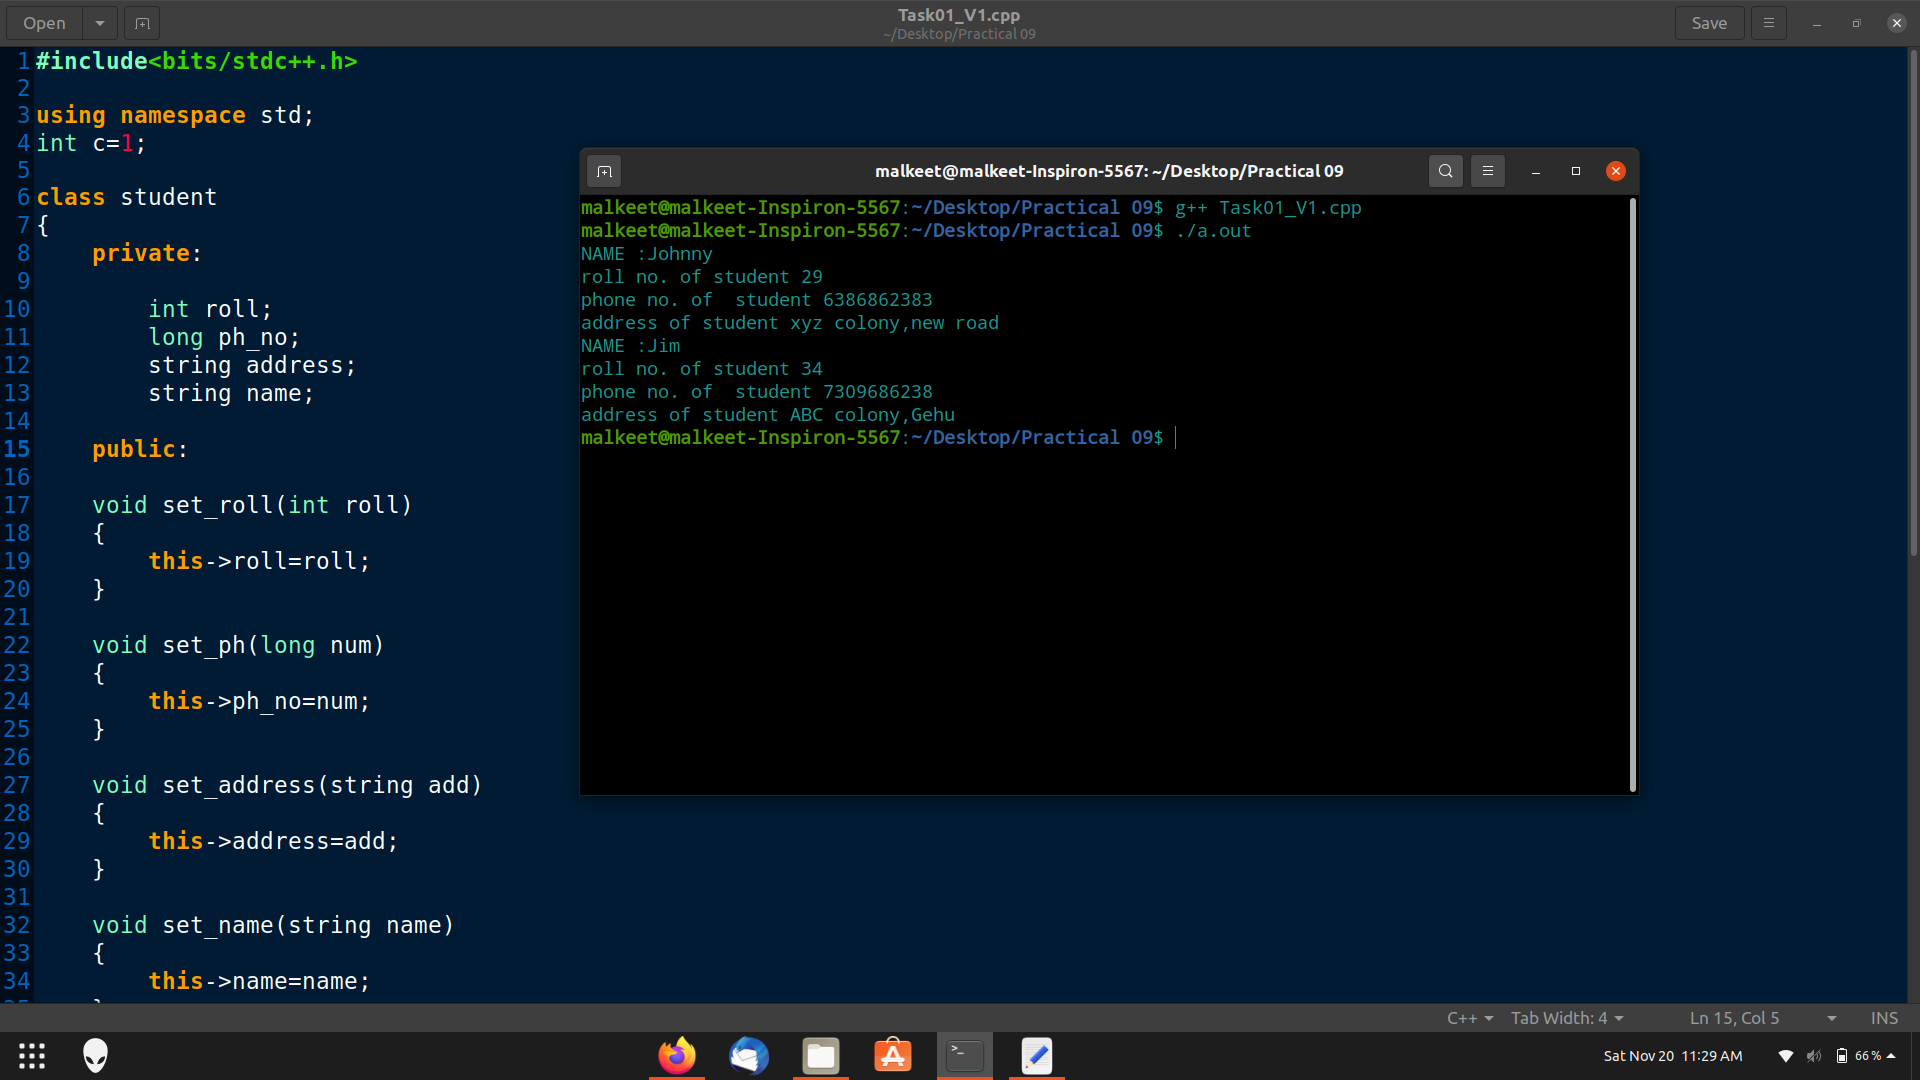 Open
Task01_V1.cpp
~/Desktop/Practical 09
Save
1 #include<bits/stdc++.h>
2
3 using namespace std;
4 int c=1;
5
6 class student
7 {
8 private:
9
10 int roll;
11 long ph_no;
12 string address;
13 string name;
14
15 public:
16
17 void set_roll(int roll)
18 {
19 this->roll=roll;
20 }
21
22 void set_ph(long num)
23 {
24 this->ph_no=num;
25 }
26
27 void set_address(string add)
28 {
29 this->address=add;
30 }
31
32 void set_name(string name)
33 {
34 this->name=name;
malkeet@malkeet-Inspiron-5567: ~/Desktop/Practical 09
malkeet@malkeet-Inspiron-5567:~/Desktop/Practical 09$ g++ Task01_V1.cpp
malkeet@malkeet-Inspiron-5567:~/Desktop/Practical 09$ ./a.out
NAME :Johnny
roll no. of student 29
phone no. of  student 6386862383
address of student xyz colony,new road
NAME :Jim
roll no. of student 34
phone no. of  student 7309686238
address of student ABC colony,Gehu
malkeet@malkeet-Inspiron-5567:~/Desktop/Practical 09$
C++ Tab Width: 4 Ln 15, Col 5 INS
Sat Nov 20 11:29 AM 66%